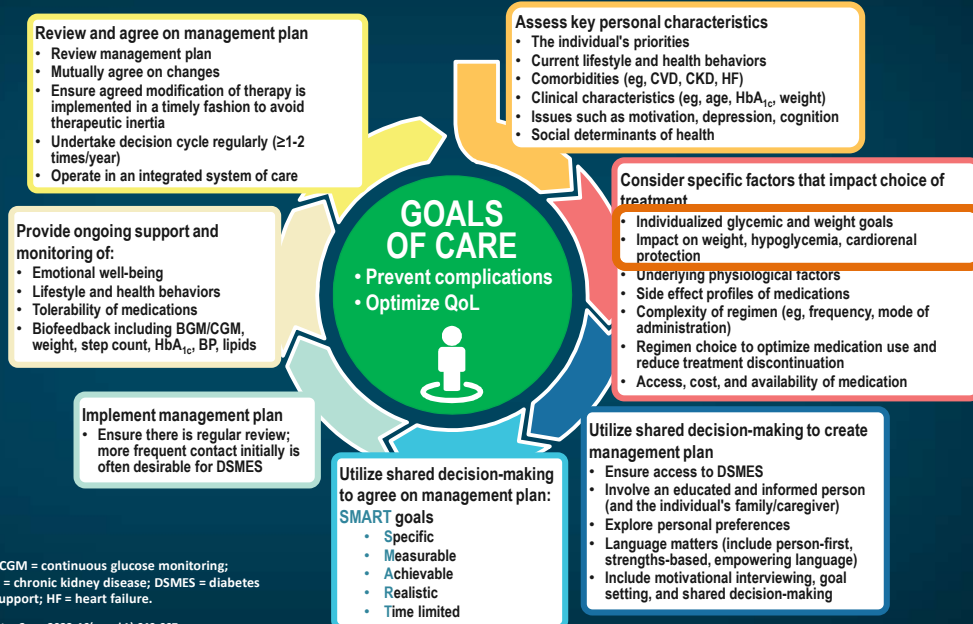 Review and agree on management plan
• Review management plan
• Mutually agree on changes
• Ensure agreed modification of therapy is
implemented in a timely fashion to avoid
therapeutic inertia
• Undertake decision cycle regularly (≥1-2
times/year)
• Operate in an integrated system of care
Assess key personal characteristics
• The individual's priorities
• Current lifestyle and health behaviors
• Comorbidities (eg, CVD, CKD, HF)
• Clinical characteristics (eg, age, HbA1c, weight)
• Issues such as motivation, depression, cognition
• Social determinants of health
Consider specific factors that impact choice of
treatment
• Individualized glycemic and weight goals
• Impact on weight, hypoglycemia, cardiorenal
protection
• Underlying physiological factors
• Side effect profiles of medications
• Complexity of regimen (eg, frequency, mode of
administration)
• Regimen choice to optimize medication use and
reduce treatment discontinuation
• Access, cost, and availability of medication
GOALS
OF CARE
• Prevent complications
• Optimize QoL
Provide ongoing support and
monitoring of:
• Emotional well-being
• Lifestyle and health behaviors
• Tolerability of medications
• Biofeedback including BGM/CGM,
weight, step count, HbA1c, BP, lipids
Implement management plan
• Ensure there is regular review;
more frequent contact initially is
often desirable for DSMES
Utilize shared decision-making
to agree on management plan:
SMART goals
• Specific
• Measurable
• Achievable
• Realistic
• Time limited
Utilize shared decision-making to create
management plan
• Ensure access to DSMES
• Involve an educated and informed person
(and the individual's family/caregiver)
• Explore personal preferences
• Language matters (include person-first,
strengths-based, empowering language)
• Include motivational interviewing, goal
setting, and shared decision-making
CGM = continuous glucose monitoring;
= chronic kidney disease; DSMES = diabetes
upport; HF = heart failure.